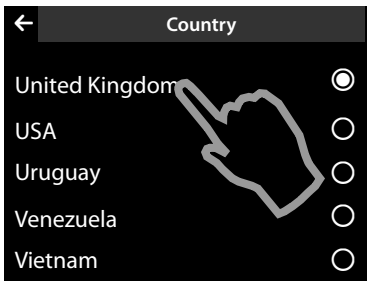 Country
United Kingdom
USA
Uruguay
Venezuela
Vietnam